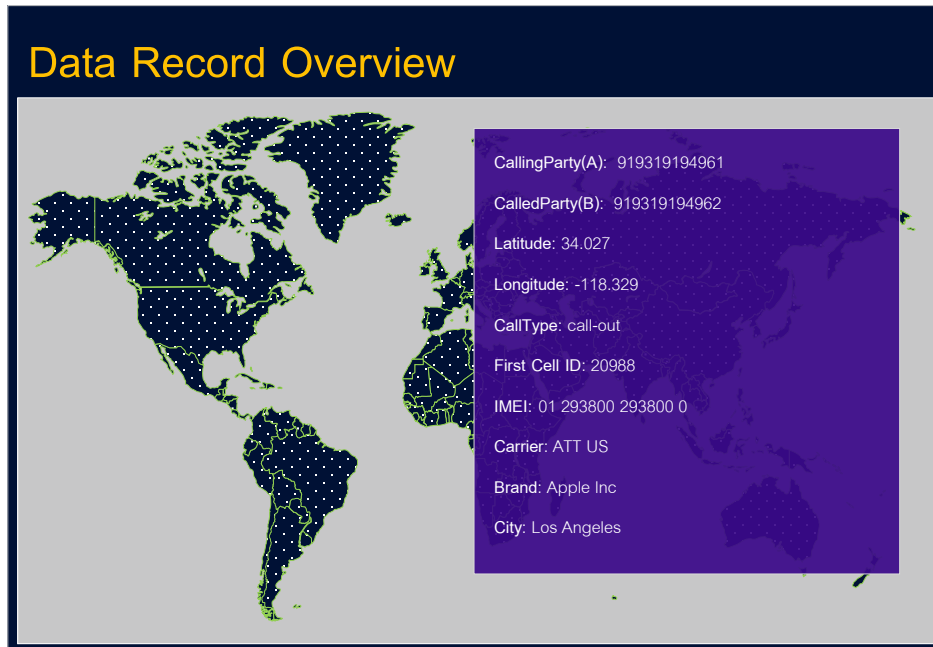 Data Record Overview
CallingParty(A): 919319194961
CalledParty(B): 919319194962
Latitude: 34.027
Longitude: -118.329
CallType: call-out
First Cell ID: 20988
IMEI: 01 293800 293800 0
Carrier: ATT US
Brand: Apple Inc
City: Los Angeles